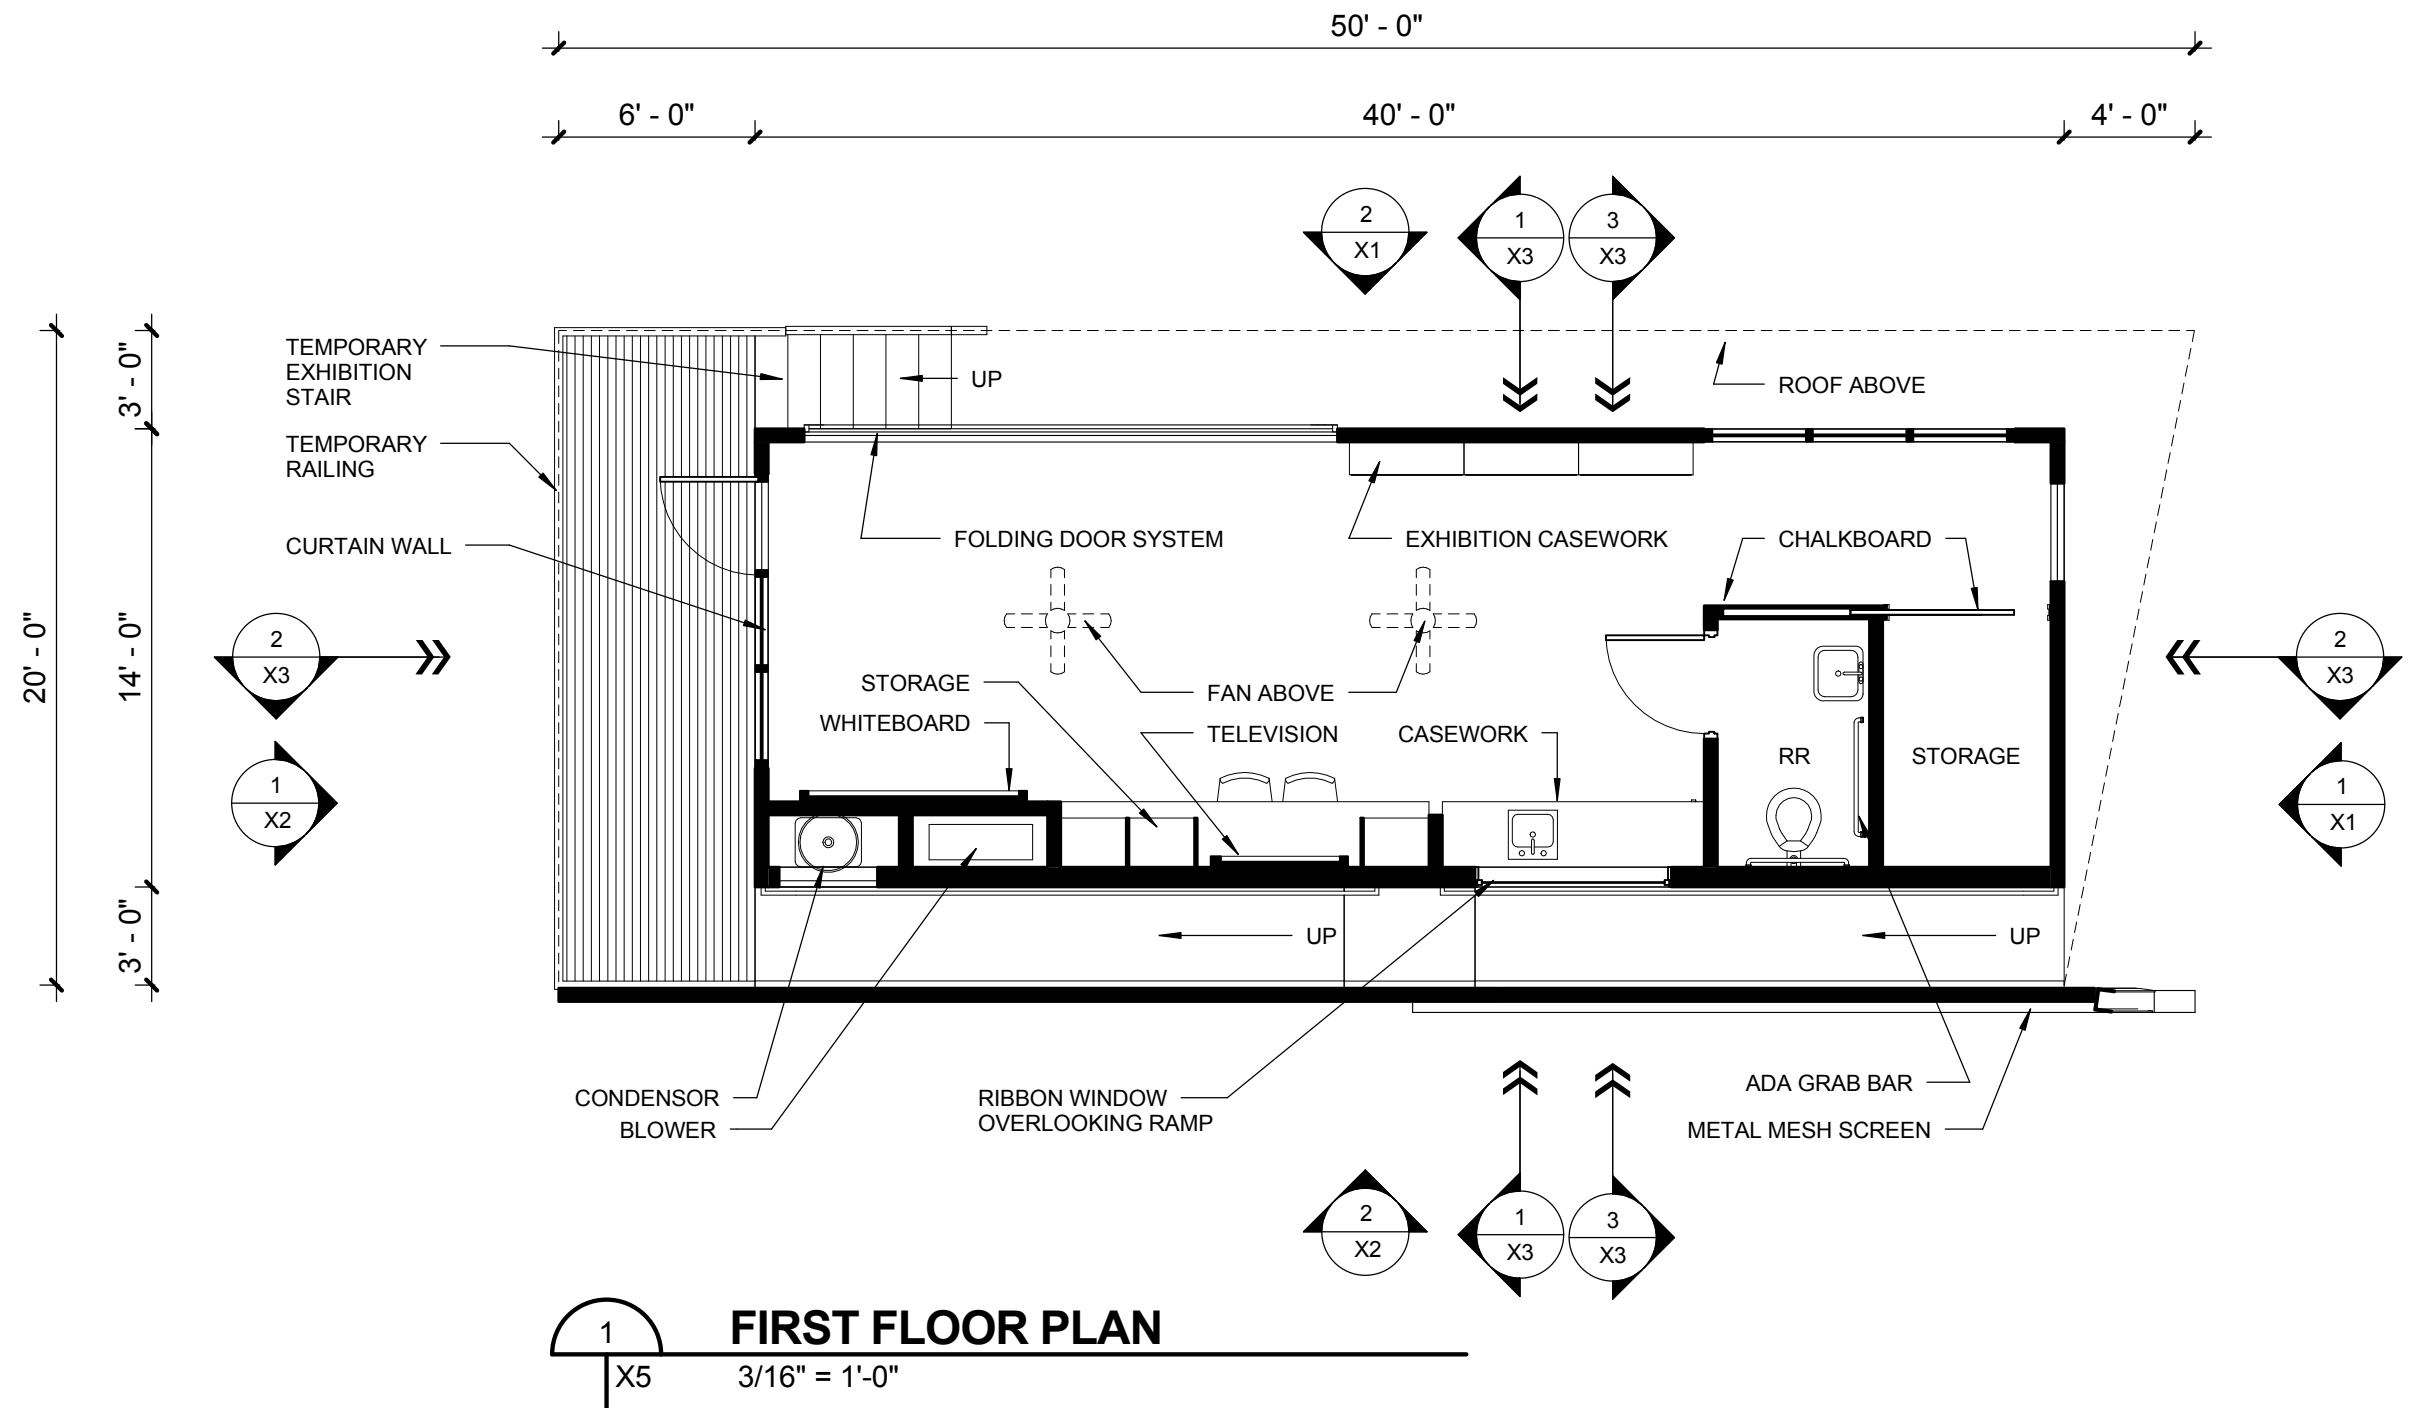 50' - 0"
6' - 0"
40' - 0"
4' - 0"
2
X1
1
X3
3
X3
TEMPORARY
EXHIBITION
STAIR
UP
ROOF ABOVE
3' - 0"
TEMPORARY
RAILING
CURTAIN WALL
FOLDING DOOR SYSTEM
EXHIBITION CASEWORK
CHALKBOARD
20' - 0"
14' - 0"
2
X3
2
X3
STORAGE
FAN ABOVE
WHITEBOARD
TELEVISION
CASEWORK
RR
STORAGE
1
X2
1
X1
3' - 0"
UP
UP
CONDENSOR
BLOWER
RIBBON WINDOW
OVERLOOKING RAMP
ADA GRAB BAR
METAL MESH SCREEN
2
X2
1
X3
3
X3
1
X5
FIRST FLOOR PLAN
3/16" = 1'-0"